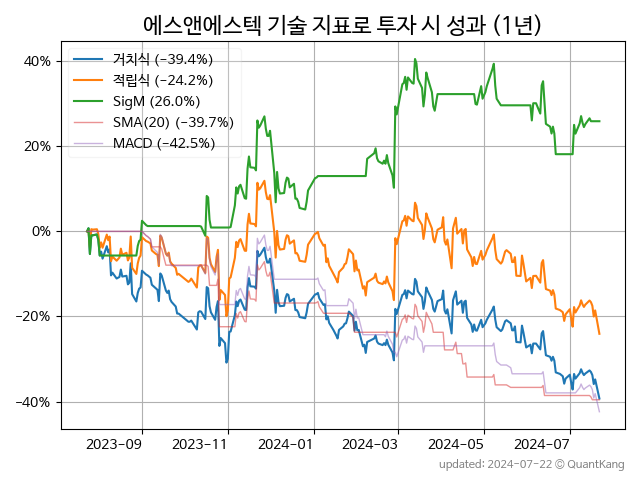 에스앤에스텍 기술 지표로 투자 시 성과 (1년)
거치식 (−39.4%)
적립식 (−24.2%)
SigM (26.0%)
SMA(20) (−39.7%)
MACD (−42.5%)
40%
20%
0%
−20%
−40%
2023-09 2023-11 2024-01 2024-03 2024-05 2024-07
updated: 2024-07-22 © QuantKang